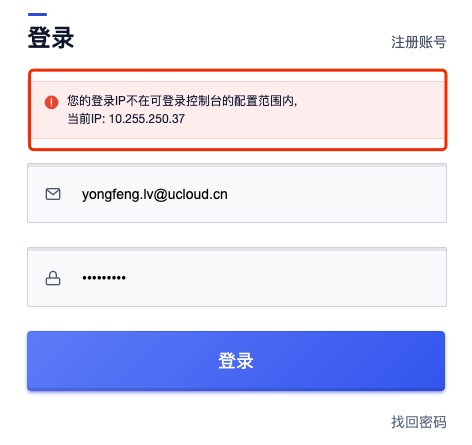 登录
注册账号
您的登录IP不在可登录控制台的配置范围内,
当前IP: 10.255.250.37
yongfeng.lv@ucloud.cn
•••••••••
登录
找回密码